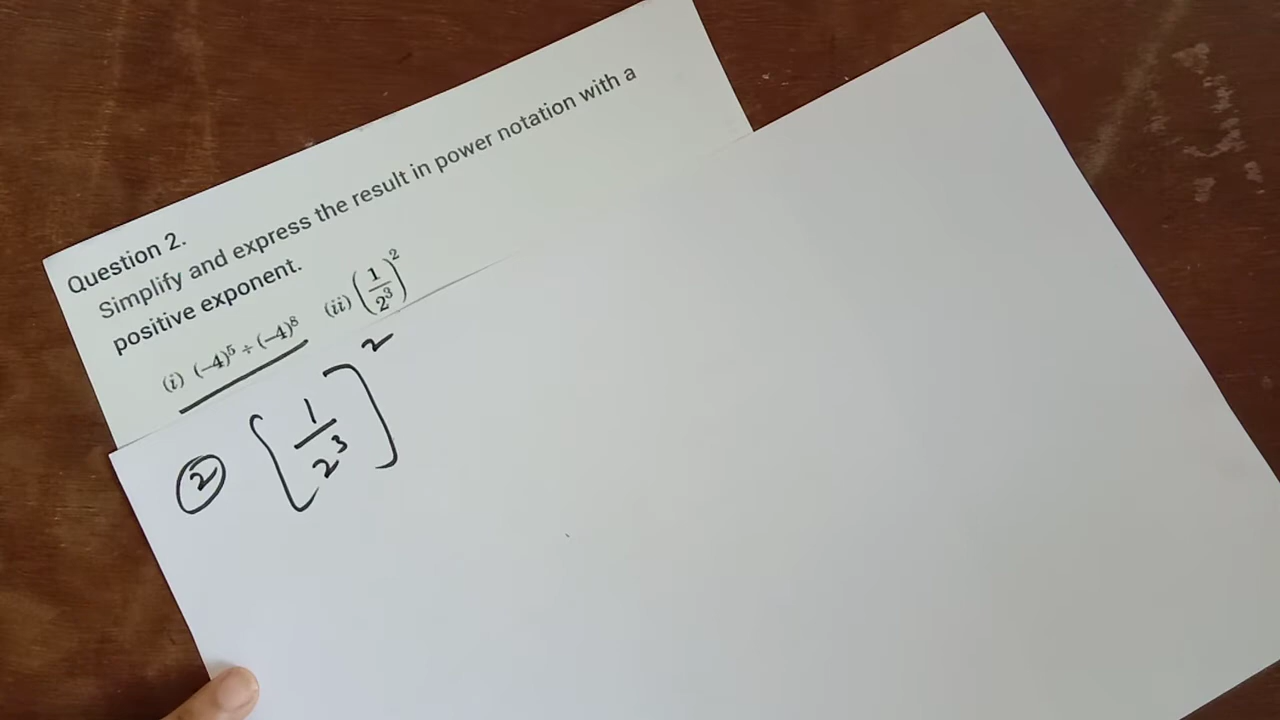 Question 2.
Simplify and express the result in power notation with a
positive exponent.
(i) (−4)⁵ ÷ (−4)⁸ (ii) (1/2³)²
② [1/2³]²